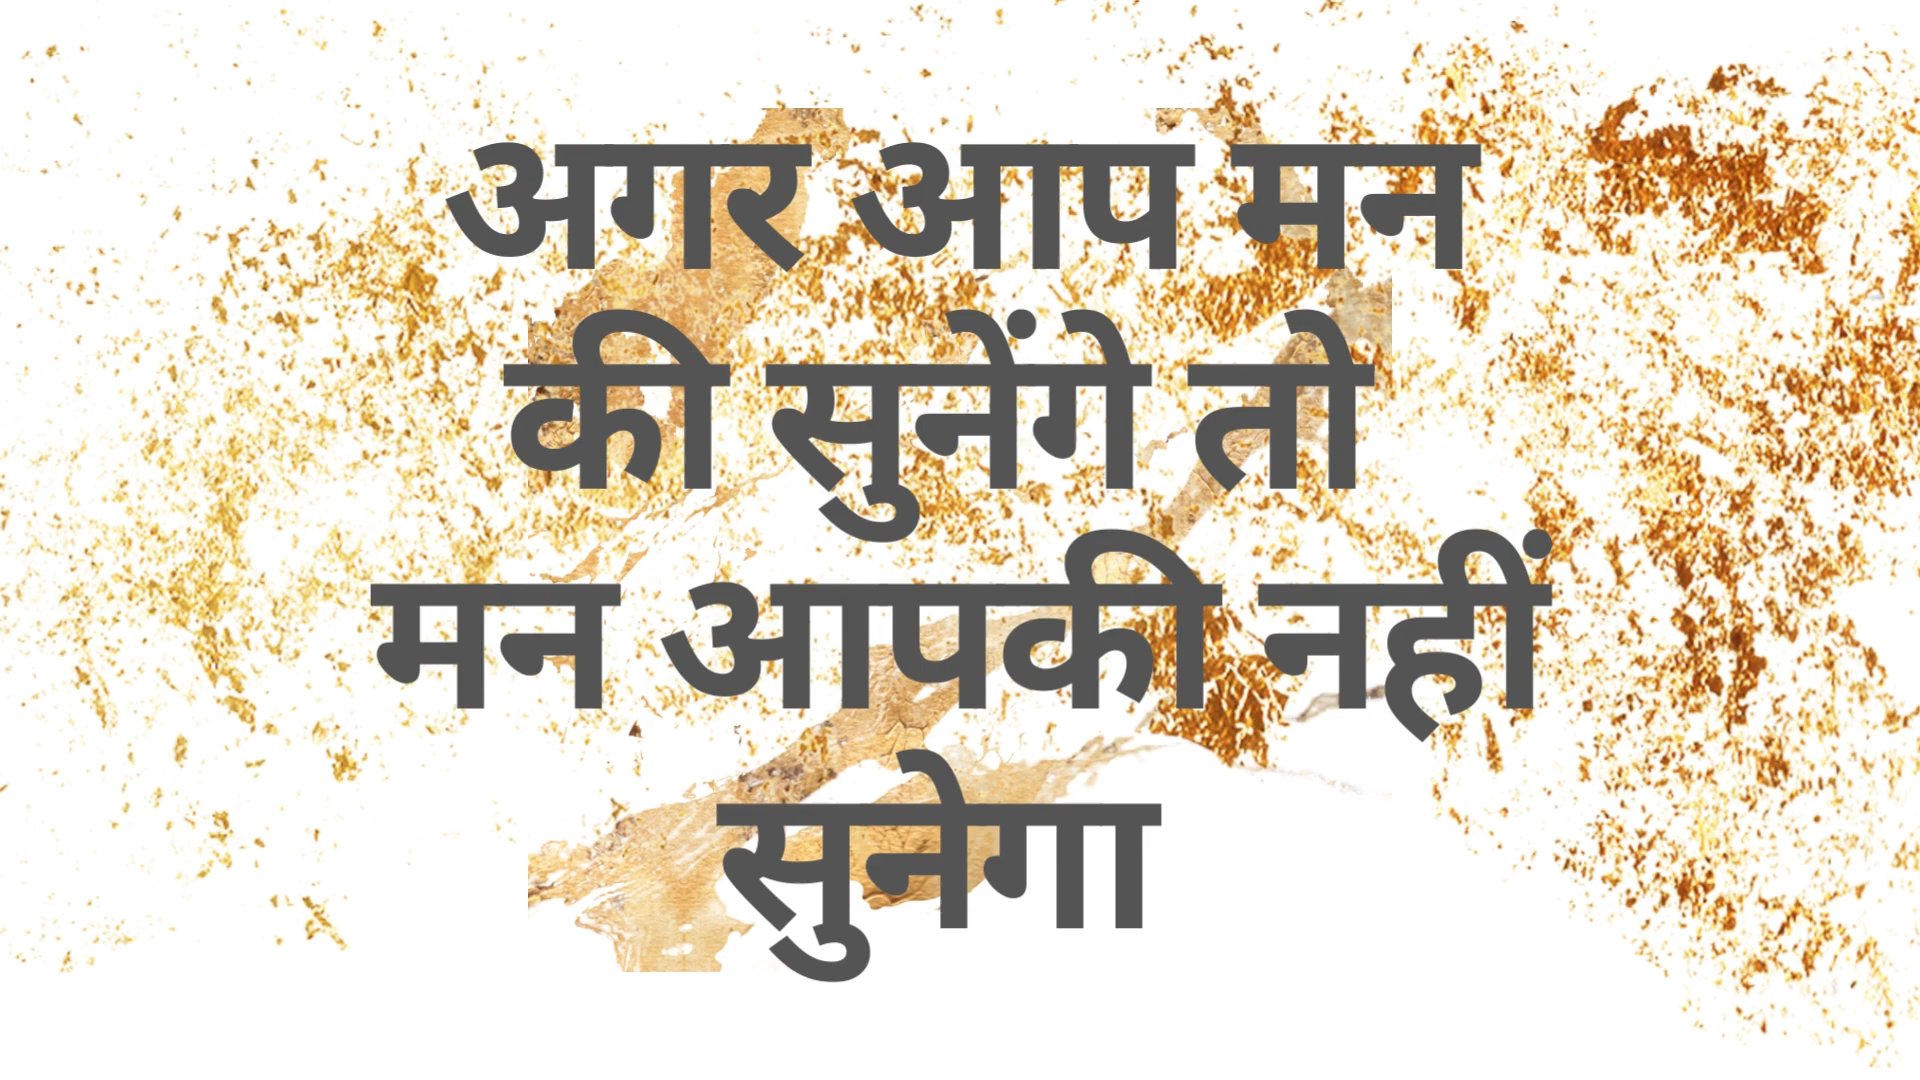 अगर आप मन
की सुनेंगे तो
मन आपकी नहीं
सुनेगा